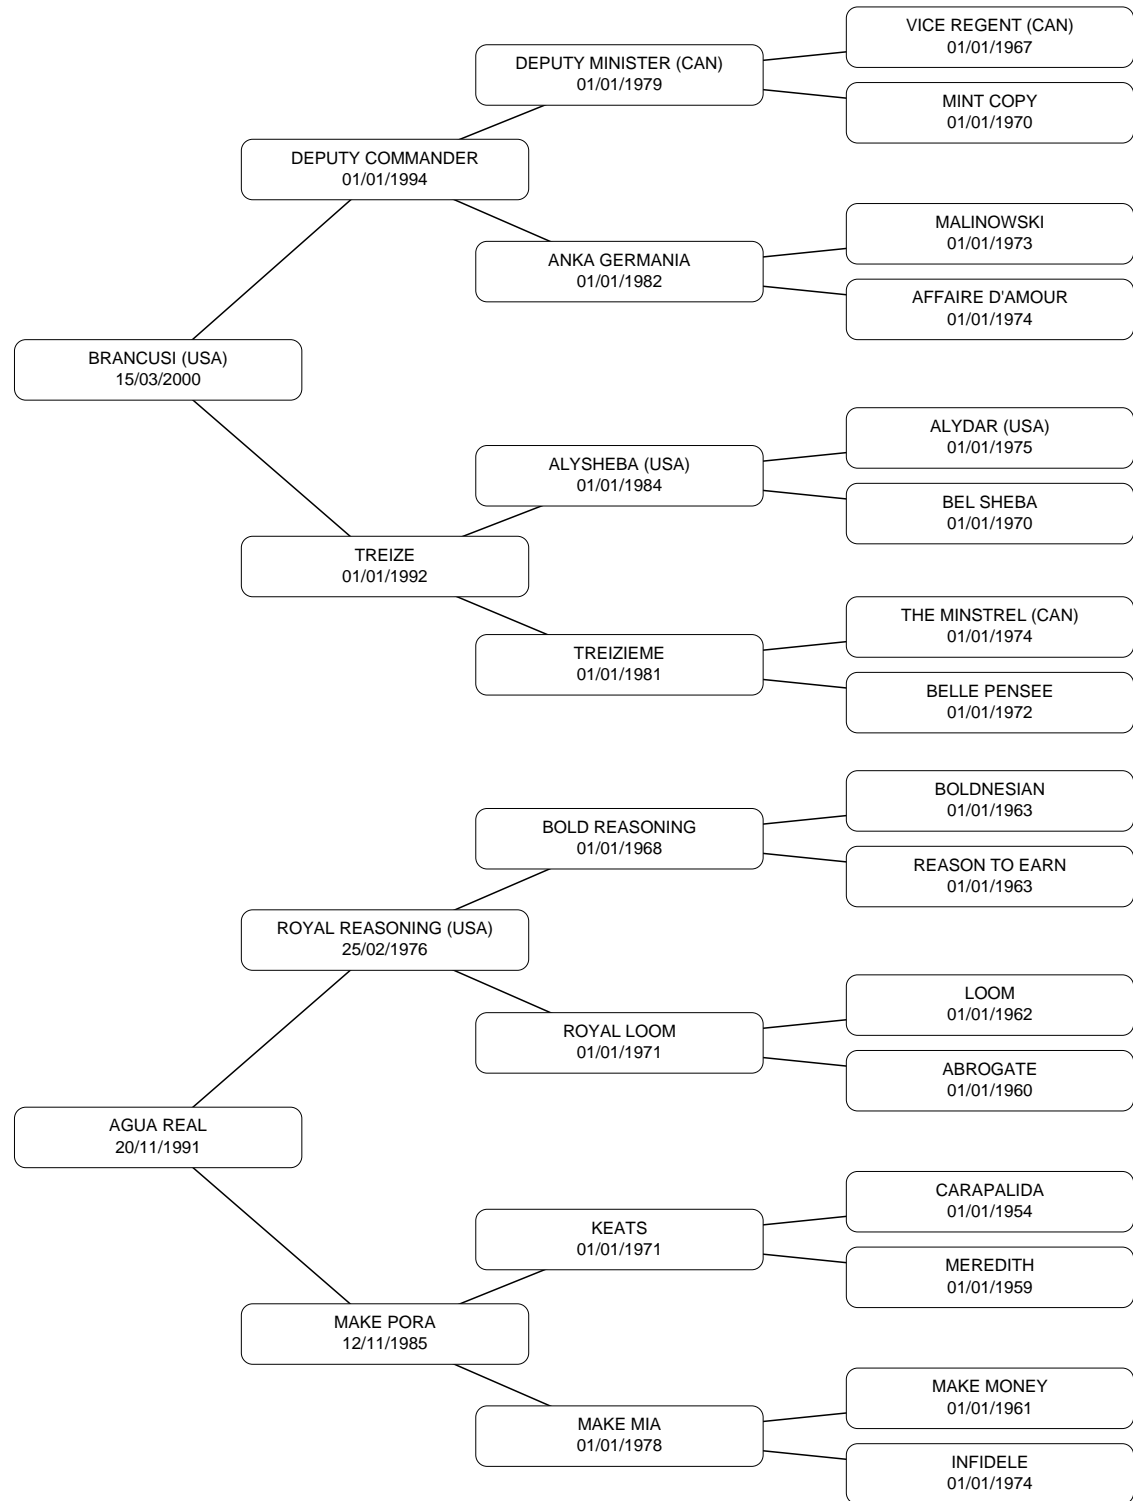 VICE REGENT (CAN)
01/01/1967
DEPUTY MINISTER (CAN)
01/01/1979
MINT COPY
01/01/1970
DEPUTY COMMANDER
01/01/1994
MALINOWSKI
01/01/1973
ANKA GERMANIA
01/01/1982
AFFAIRE D'AMOUR
01/01/1974
BRANCUSI (USA)
15/03/2000
ALYDAR (USA)
01/01/1975
ALYSHEBA (USA)
01/01/1984
BEL SHEBA
01/01/1970
TREIZE
01/01/1992
THE MINSTREL (CAN)
01/01/1974
TREIZIEME
01/01/1981
BELLE PENSEE
01/01/1972
BOLDNESIAN
01/01/1963
BOLD REASONING
01/01/1968
REASON TO EARN
01/01/1963
ROYAL REASONING (USA)
25/02/1976
LOOM
01/01/1962
ROYAL LOOM
01/01/1971
ABROGATE
01/01/1960
AGUA REAL
20/11/1991
CARAPALIDA
01/01/1954
KEATS
01/01/1971
MEREDITH
01/01/1959
MAKE PORA
12/11/1985
MAKE MONEY
01/01/1961
MAKE MIA
01/01/1978
INFIDELE
01/01/1974